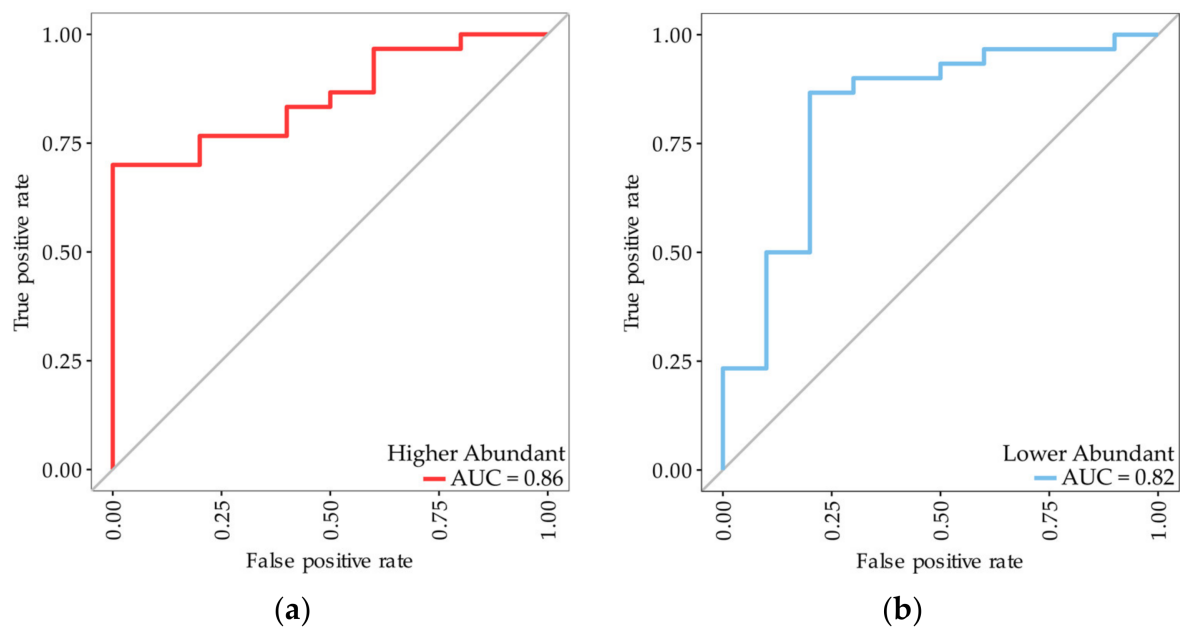 1.00
0.75
0.50
0.25
0.00
True positive rate
Higher Abundant
AUC = 0.86
0.00
0.25
0.50
0.75
1.00
False positive rate
(a)
1.00
0.75
0.50
0.25
0.00
True positive rate
Lower Abundant
AUC = 0.82
0.00
0.25
0.50
0.75
1.00
False positive rate
(b)